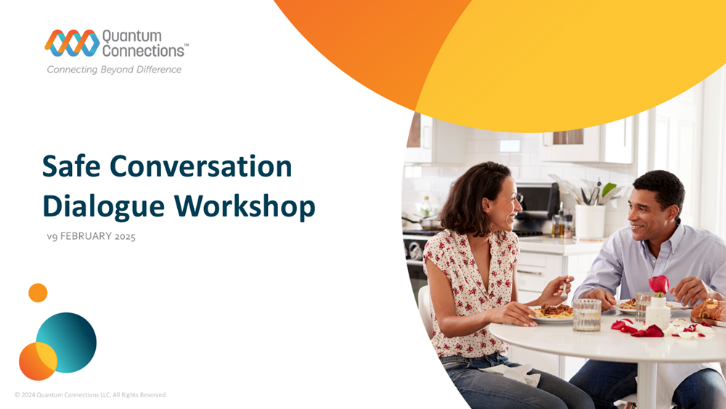 Quantum
Connections™
Connecting Beyond Difference
Safe Conversation
Dialogue Workshop
v9 FEBRUARY 2025
© 2024 Quantum Connections LLC. All Rights Reserved.